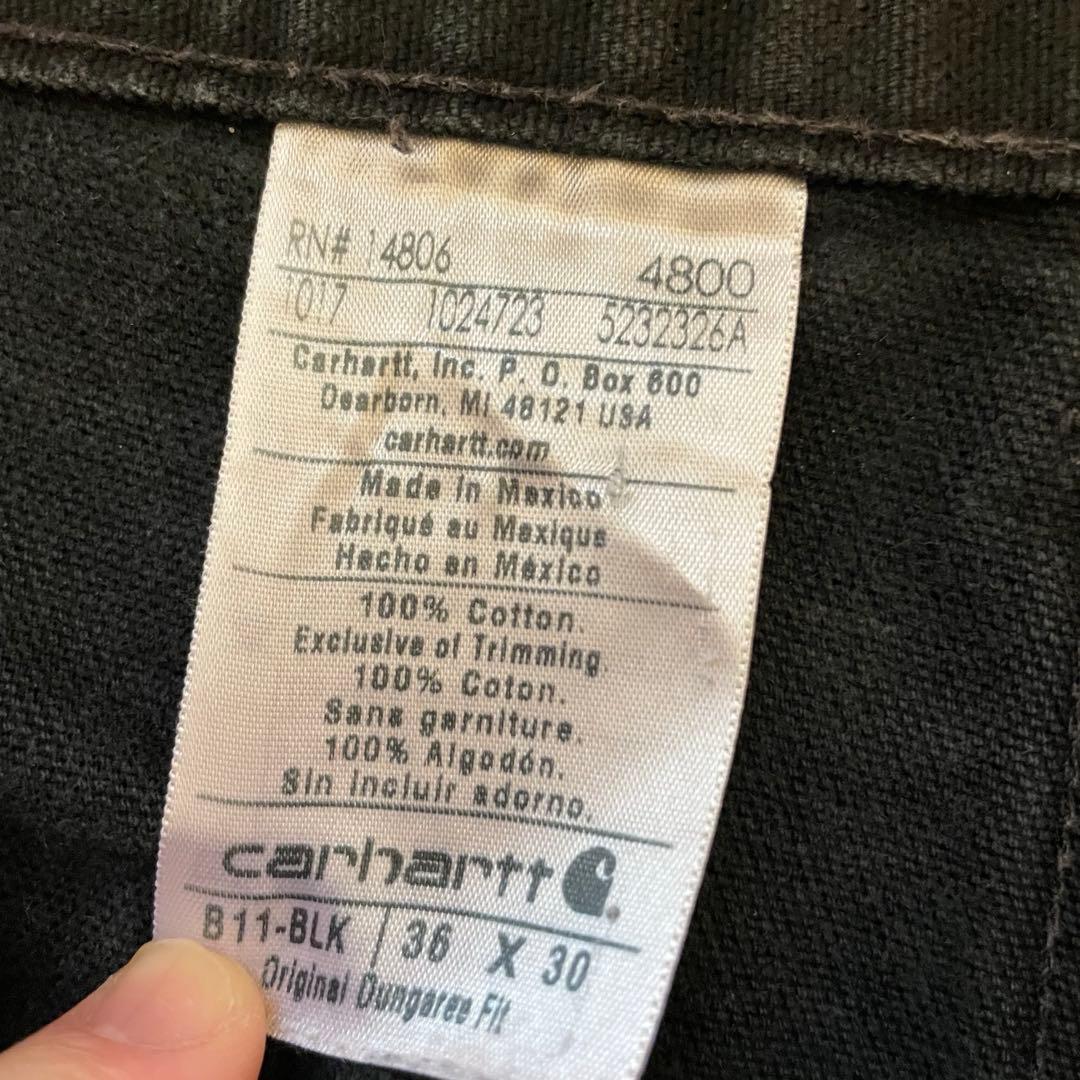 RN# 14806 4800
1017 1024723 5232326A
Carhartt, Inc. P. O. Box 600
Dearborn, MI 48121 USA
carhartt.com
Made in Mexico
Fabriqué au Mexique
Hecho en México
100% Cotton.
Exclusive of Trimming.
100% Coton.
Sans garniture.
100% Algodón.
Sin incluir adorno.
carhartt
B11-BLK | 36 X 30
Original Dungaree Fit